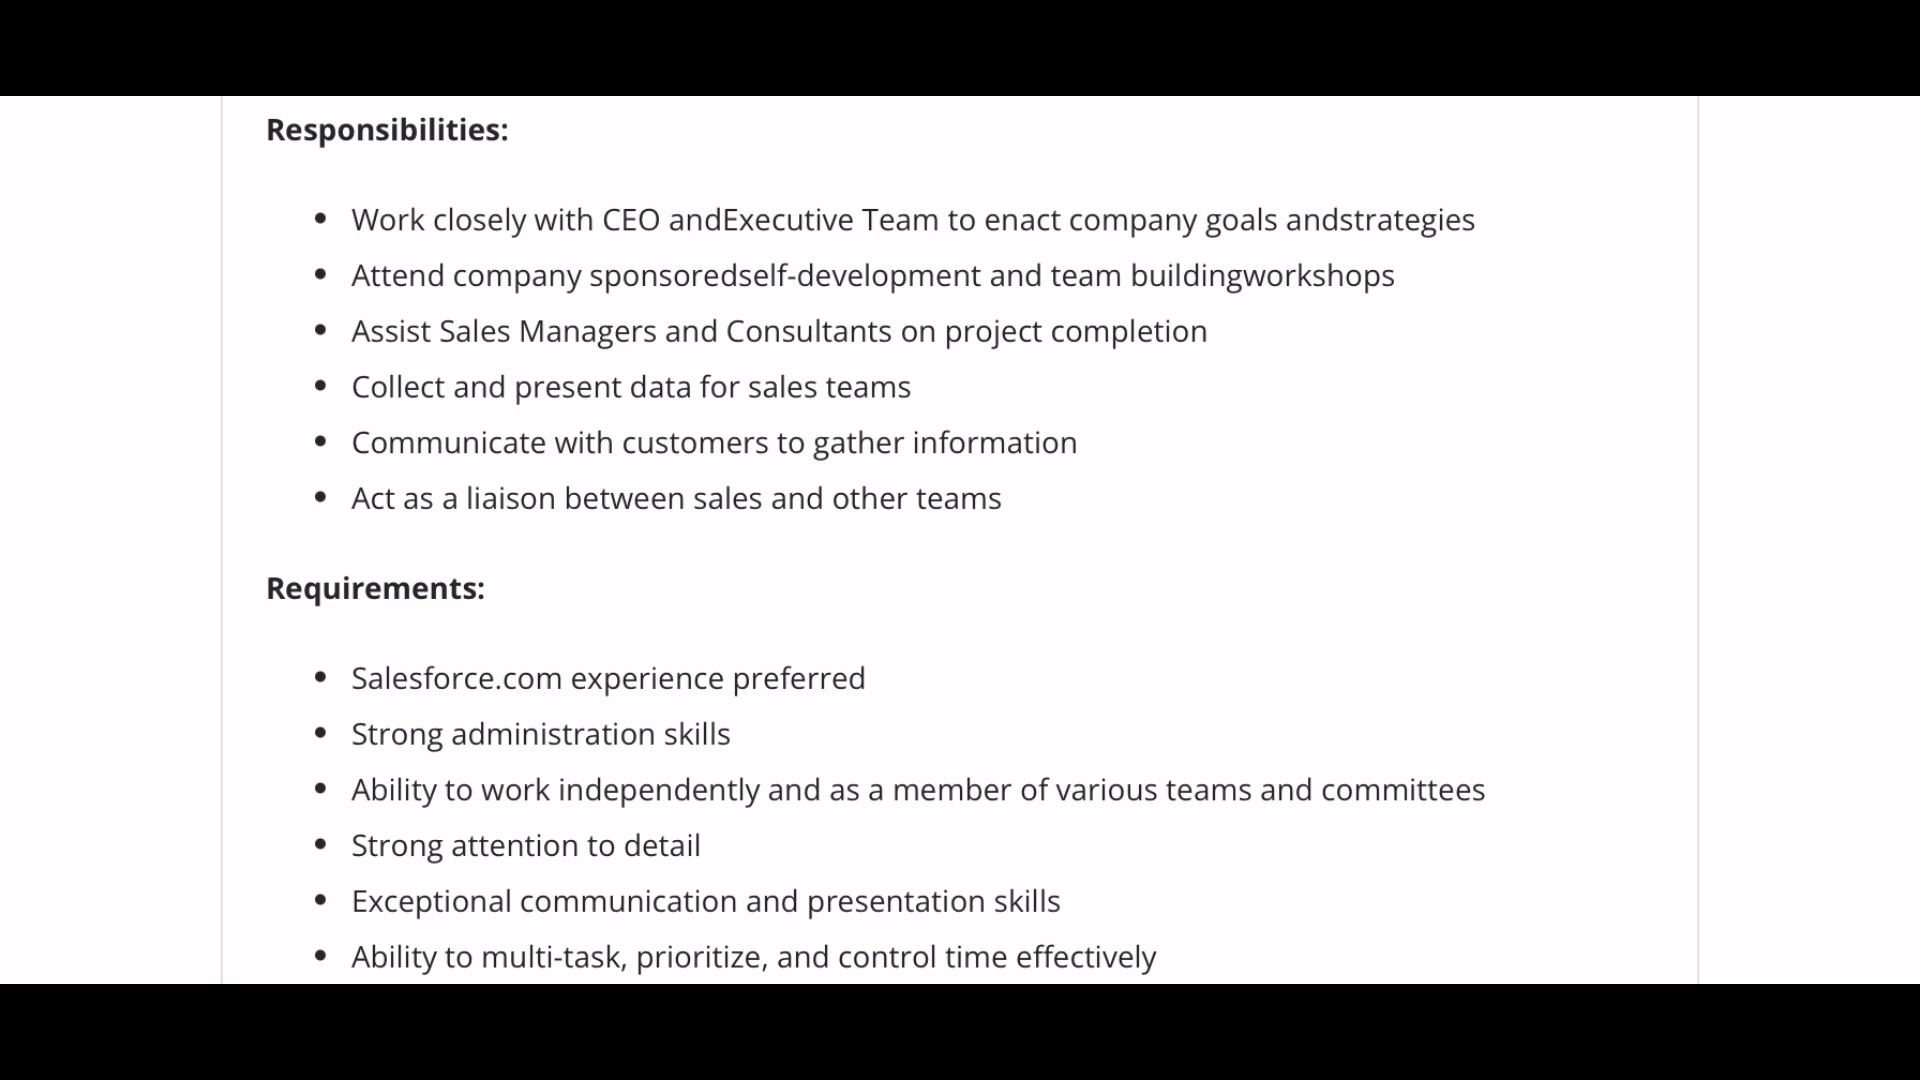 Responsibilities:
Work closely with CEO andExecutive Team to enact company goals andstrategies
Attend company sponsoredself-development and team buildingworkshops
Assist Sales Managers and Consultants on project completion
Collect and present data for sales teams
Communicate with customers to gather information
Act as a liaison between sales and other teams
Requirements:
Salesforce.com experience preferred
Strong administration skills
Ability to work independently and as a member of various teams and committees
Strong attention to detail
Exceptional communication and presentation skills
Ability to multi-task, prioritize, and control time effectively